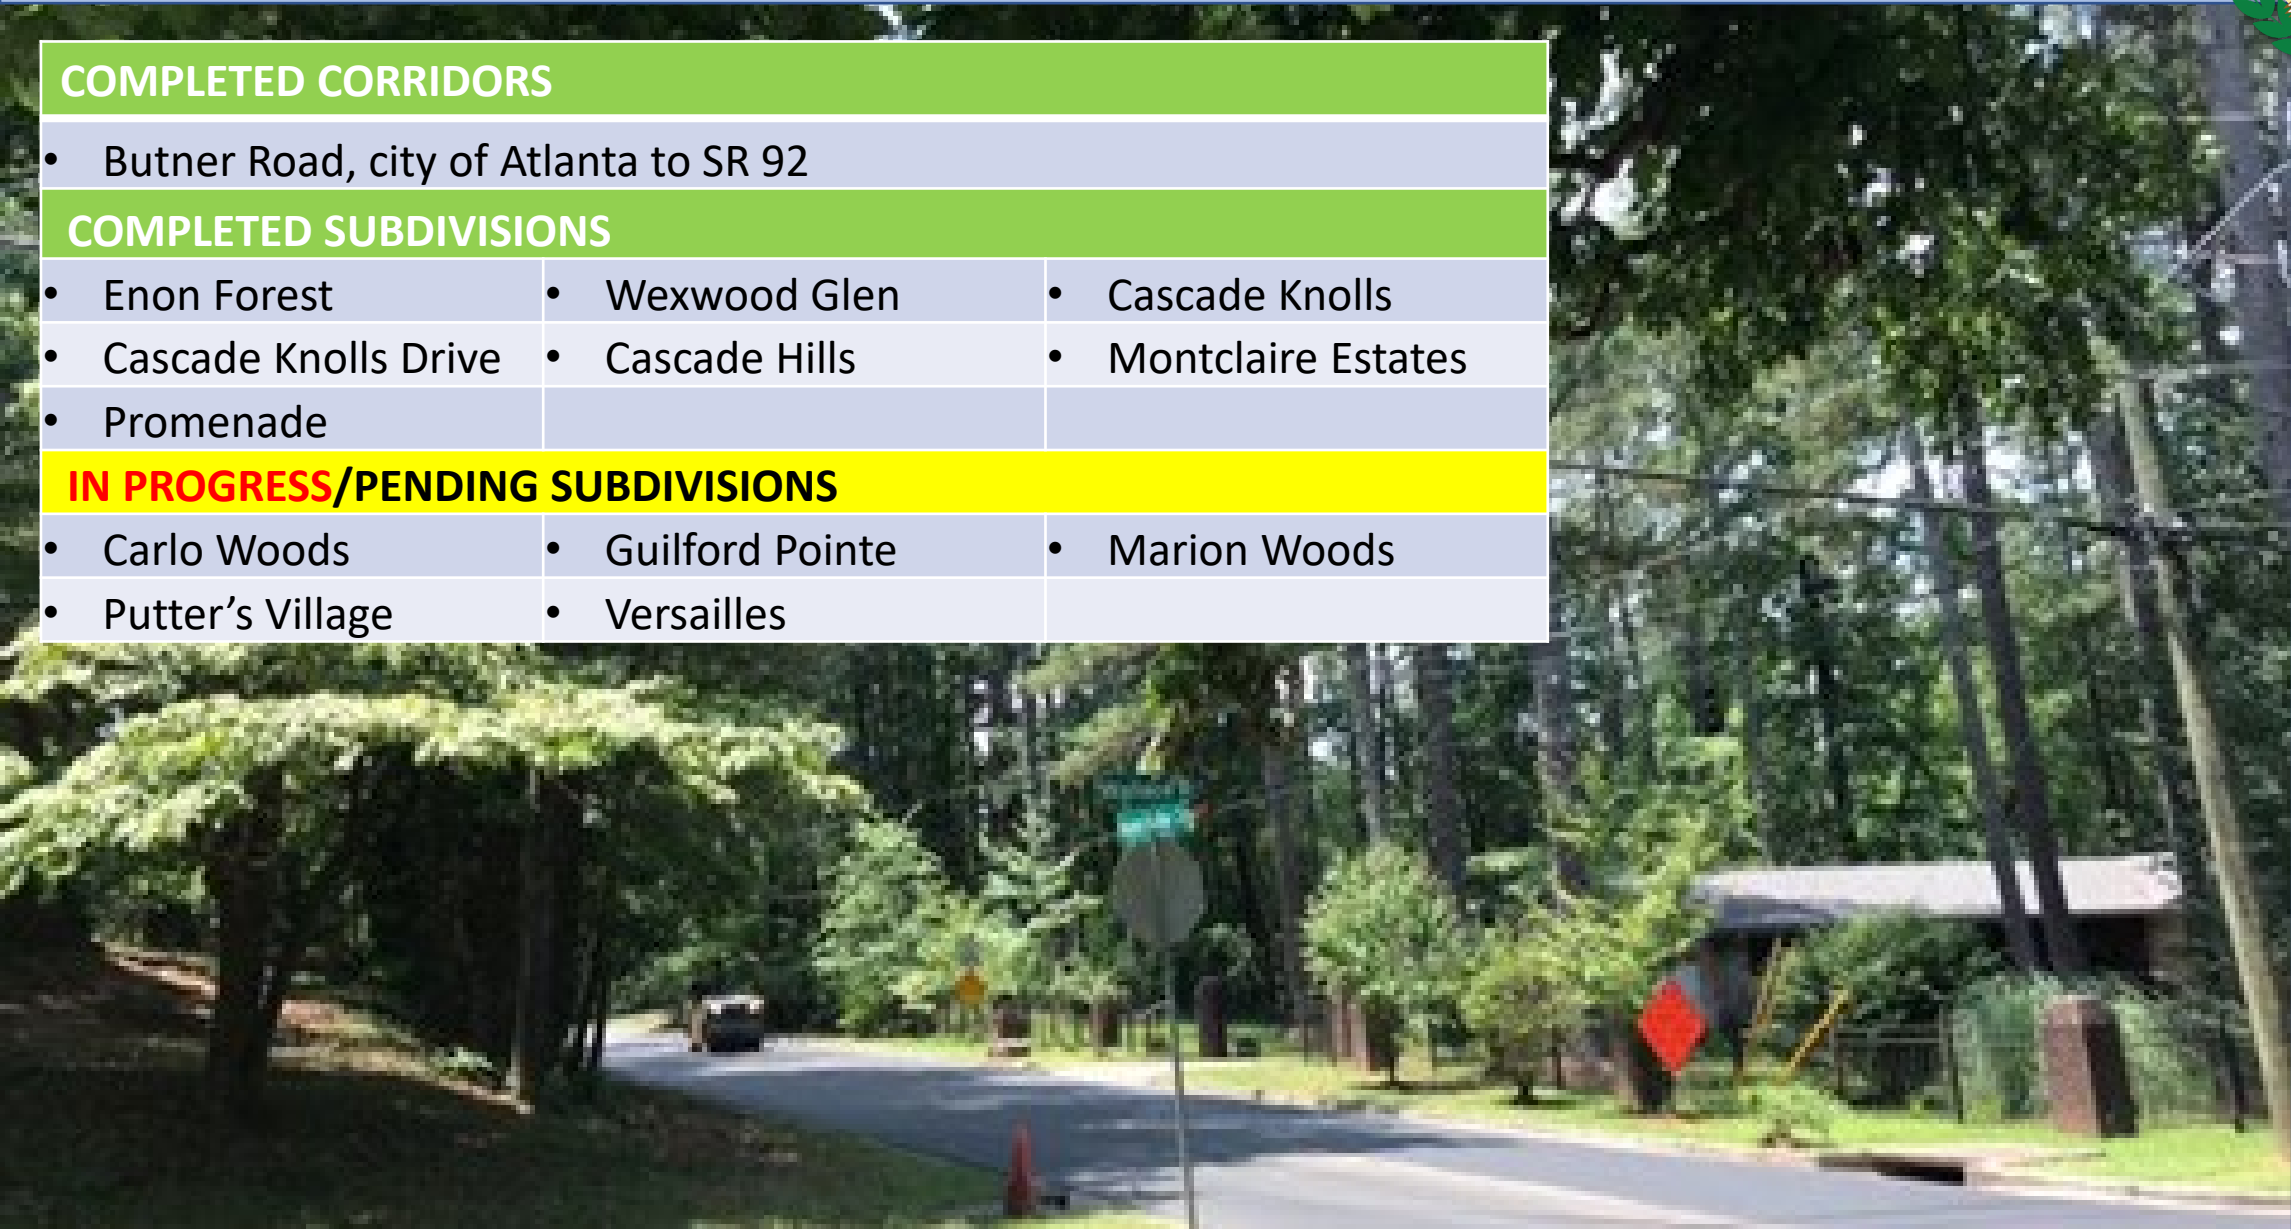 COMPLETED CORRIDORS
• Butner Road, city of Atlanta to SR 92
COMPLETED SUBDIVISIONS
• Enon Forest • Wexwood Glen • Cascade Knolls
• Cascade Knolls Drive • Cascade Hills • Montclaire Estates
• Promenade
IN PROGRESS/PENDING SUBDIVISIONS
• Carlo Woods • Guilford Pointe • Marion Woods
• Putter’s Village • Versailles